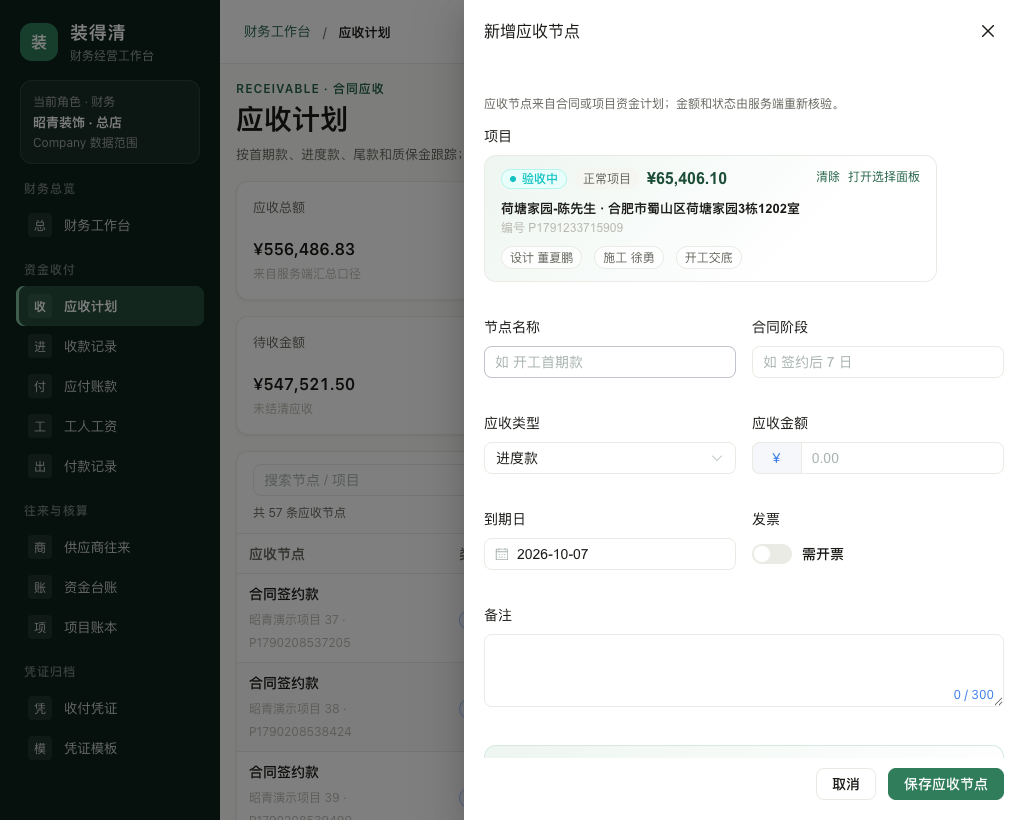 装
装得清
财务经营工作台
当前角色 · 财务
昭青装饰 · 总店
Company 数据范围
财务总览
总 财务工作台
资金收付
收 应收计划
进 收款记录
付 应付账款
工 工人工资
出 付款记录
往来与核算
商 供应商往来
账 资金台账
项 项目账本
凭证归档
凭 收付凭证
模 凭证模板
财务工作台 / 应收计划
RECEIVABLE · 合同应收
应收计划
按首期款、进度款、尾款和质保金跟踪；
应收总额
¥556,486.83
来自服务端汇总口径
待收金额
¥547,521.50
未结清应收
搜索节点 / 项目
共 57 条应收节点
应收节点
合同签约款
昭青演示项目 37 ·
P1790208537205
合同签约款
昭青演示项目 38 ·
P1790208538424
合同签约款
昭青演示项目 39 ·
新增应收节点
应收节点来自合同或项目资金计划；金额和状态由服务端重新核验。
项目
验收中 正常项目 ¥65,406.10 清除 打开选择面板
荷塘家园-陈先生 · 合肥市蜀山区荷塘家园3栋1202室
编号 P1791233715909
设计 董夏鹏 施工 徐勇 开工交底
节点名称 合同阶段
如 开工首期款 如 签约后 7 日
应收类型 应收金额
进度款 ¥ 0.00
到期日 发票
2026-10-07 需开票
备注
0 / 300
取消 保存应收节点